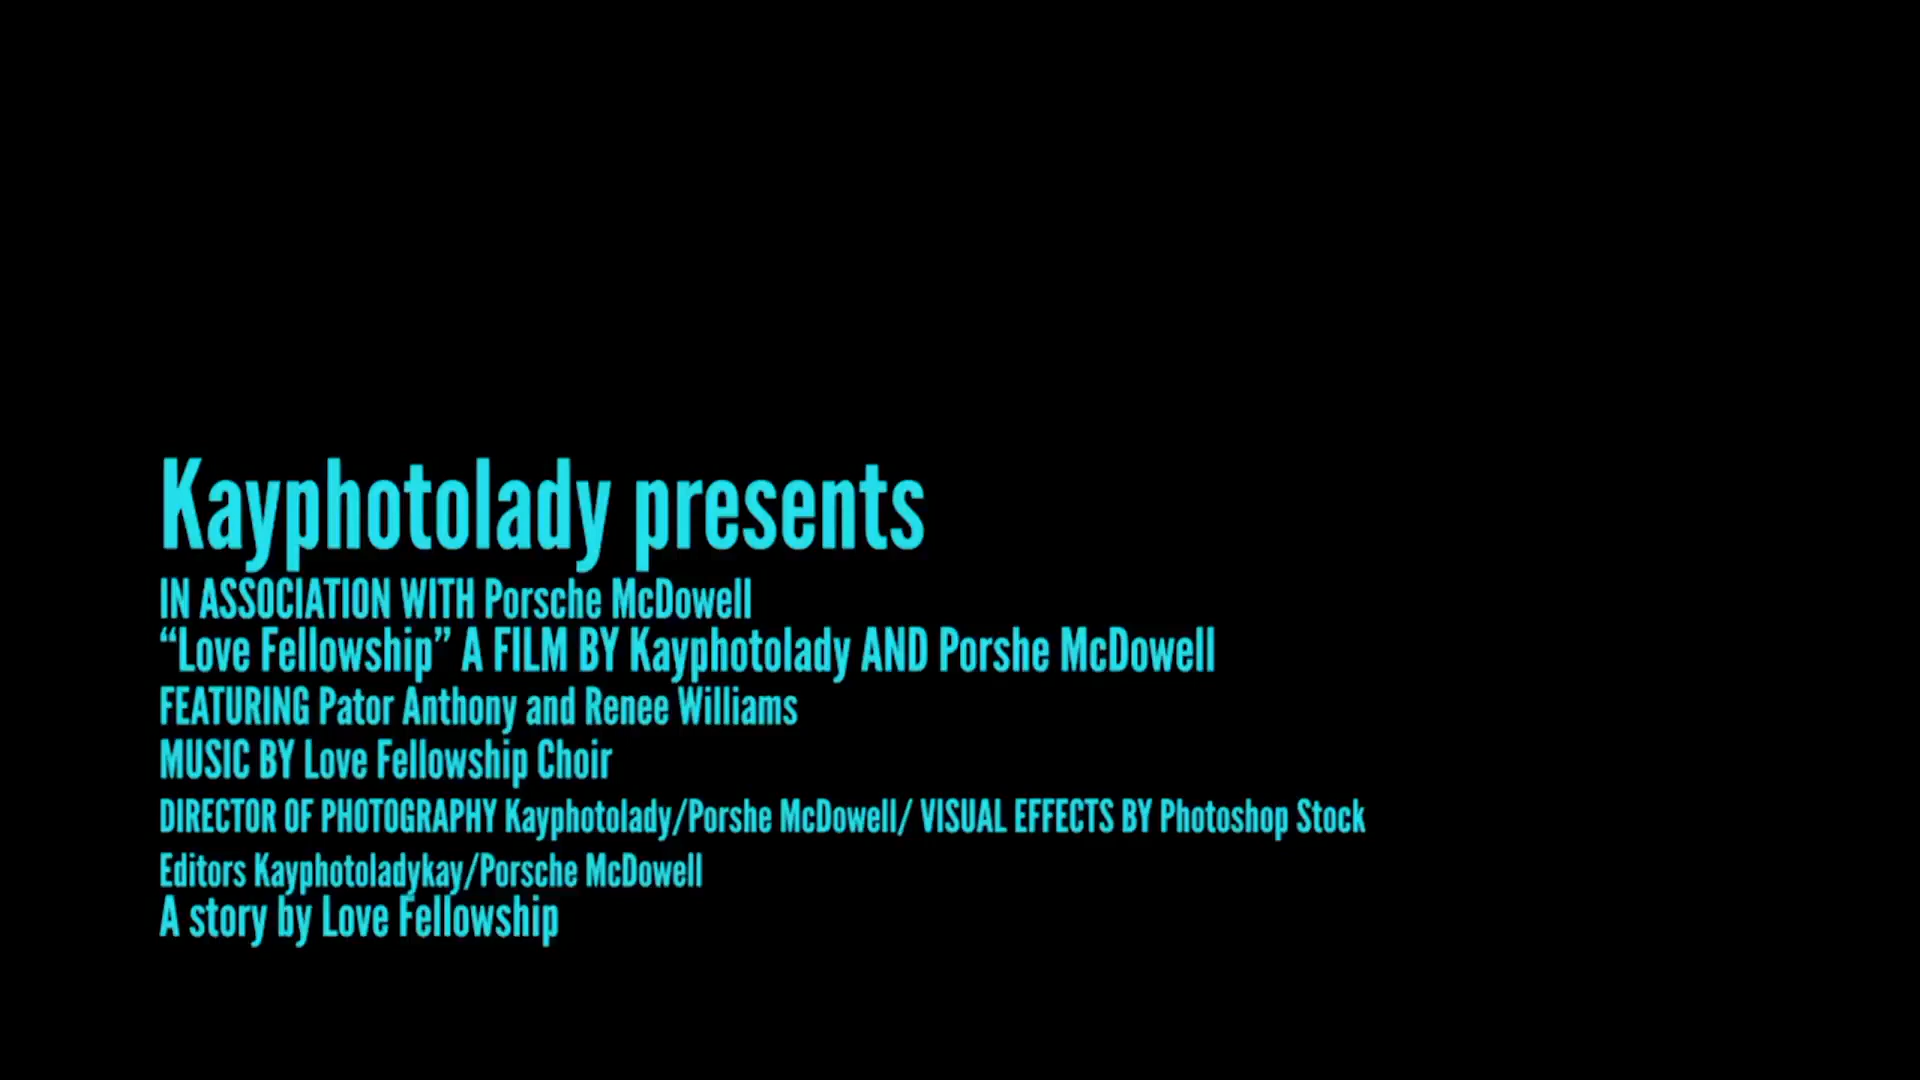 Kayphotolady presents
IN ASSOCIATION WITH Porsche McDowell
“Love Fellowship” A FILM BY Kayphotolady AND Porshe McDowell
FEATURING Pator Anthony and Renee Williams
MUSIC BY Love Fellowship Choir
DIRECTOR OF PHOTOGRAPHY Kayphotolady/Porshe McDowell/ VISUAL EFFECTS BY Photoshop Stock
Editors Kayphotoladykay/Porsche McDowell
A story by Love Fellowship